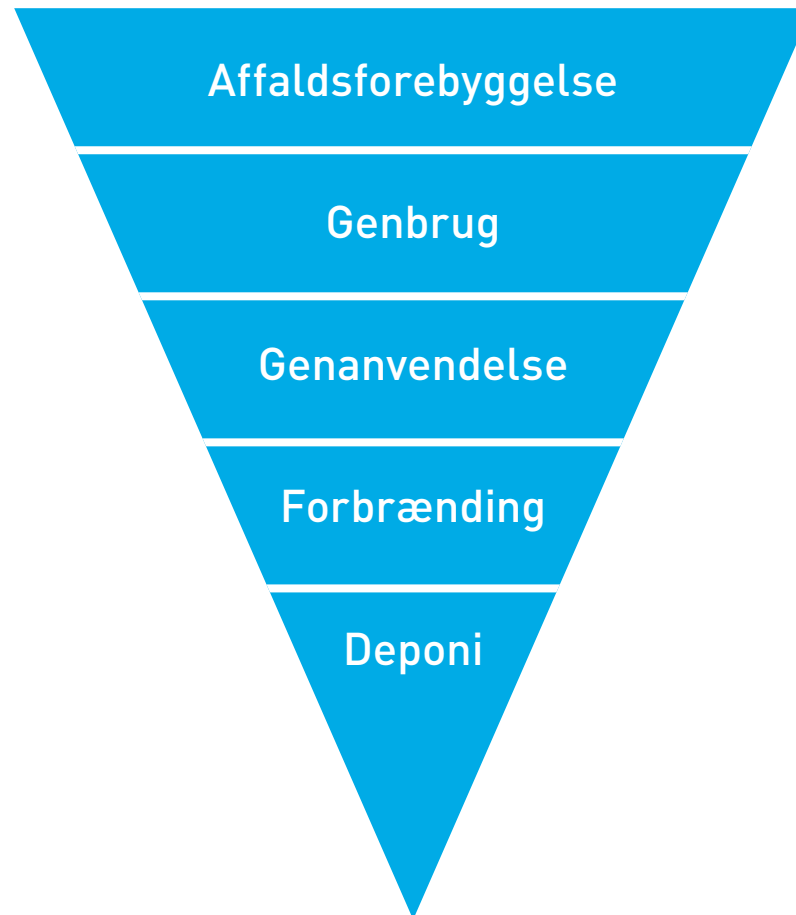 Affaldsforebyggelse
Genbrug
Genanvendelse
Forbrænding
Deponi